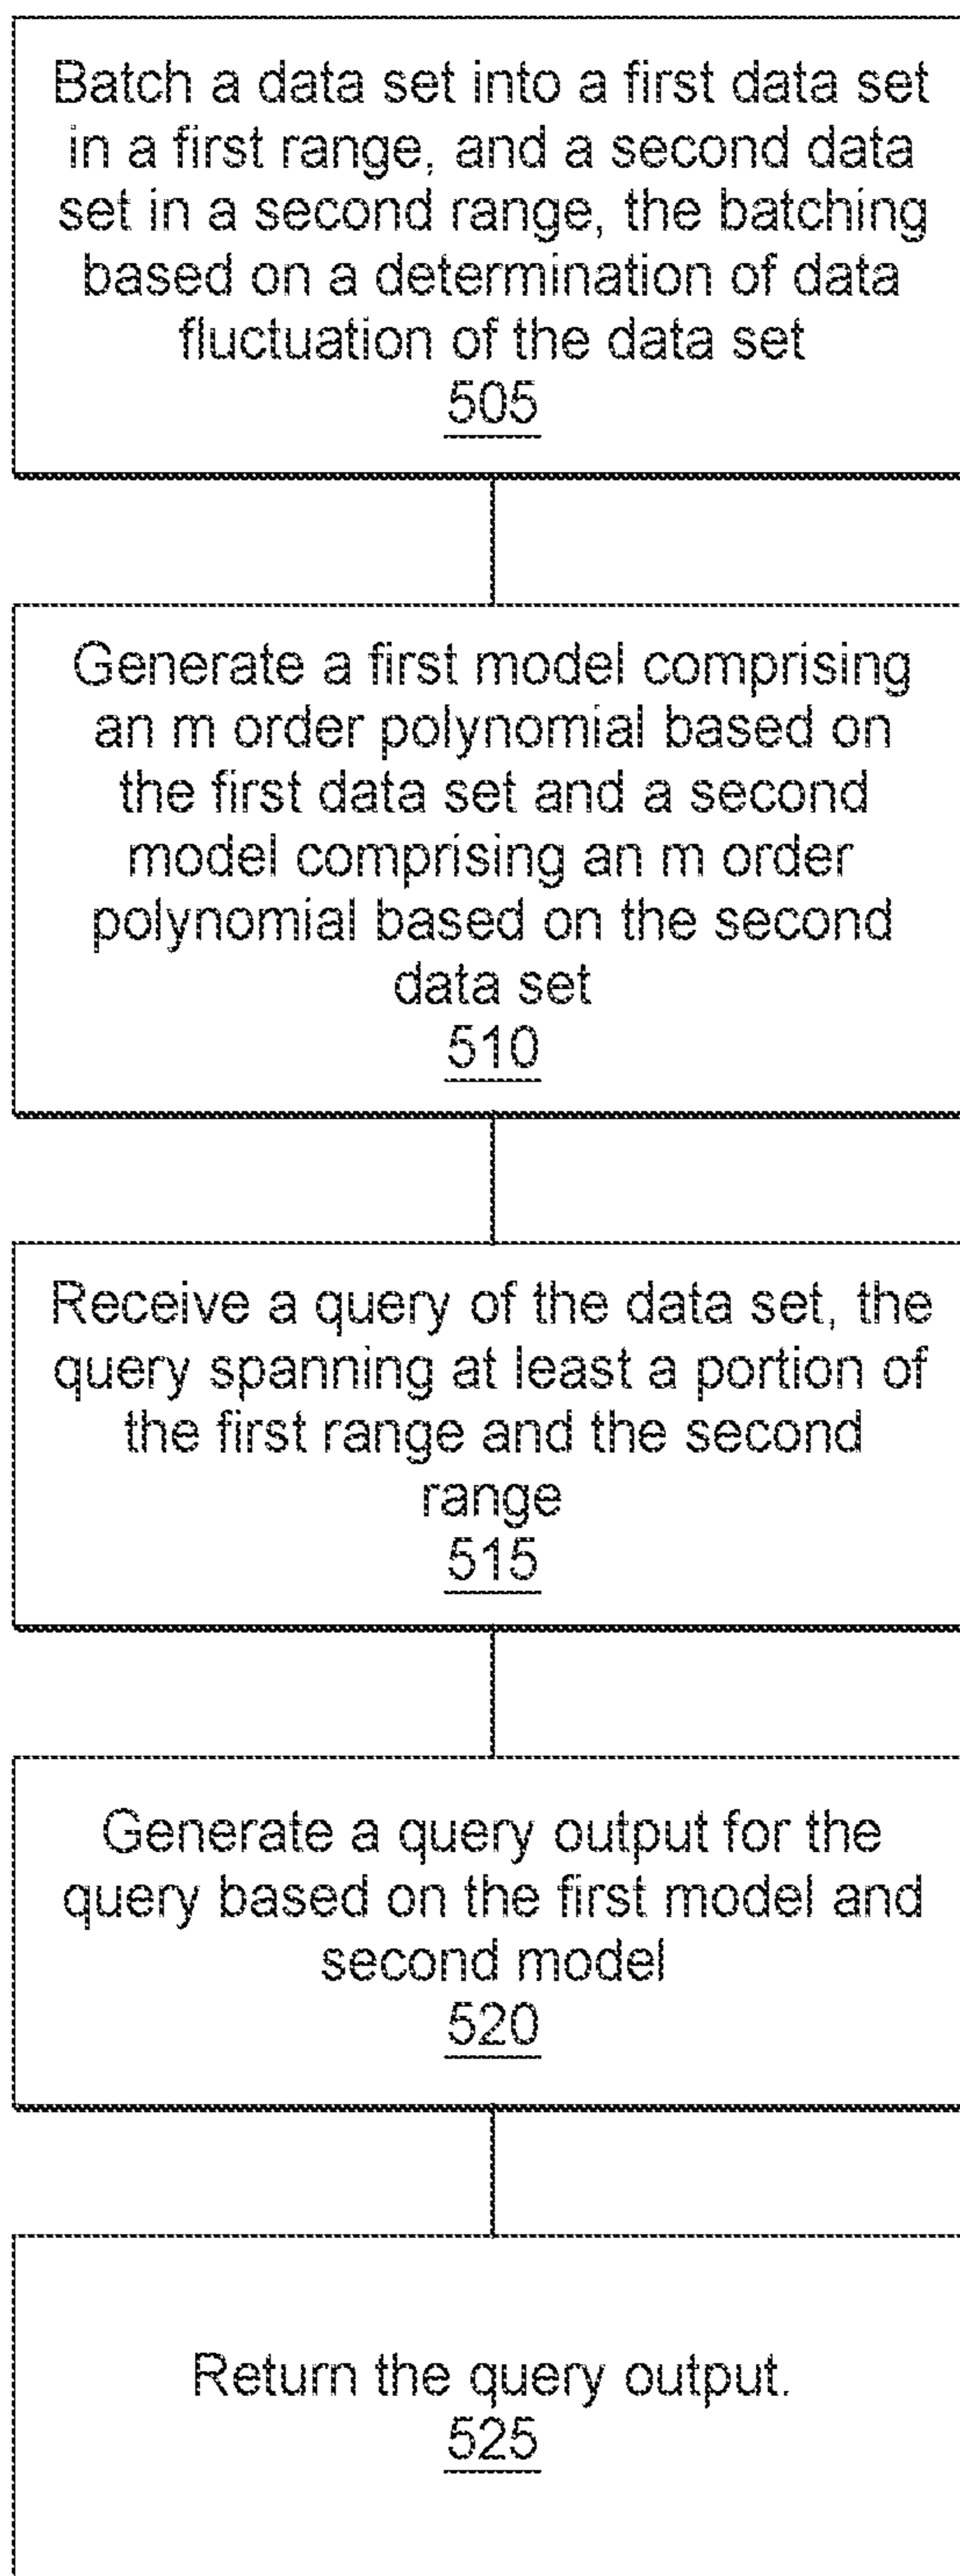 Batch a data set into a first data set
in a first range, and a second data
set in a second range, the batching
based on a determination of data
fluctuation of the data set
505
Generate a first model comprising
an m order polynomial based on
the first data set and a second
model comprising an m order
polynomial based on the second
data set
510
Receive a query of the data set, the
query spanning at least a portion of
the first range and the second
range
515
Generate a query output for the
query based on the first model and
second model
520
Return the query output.
525